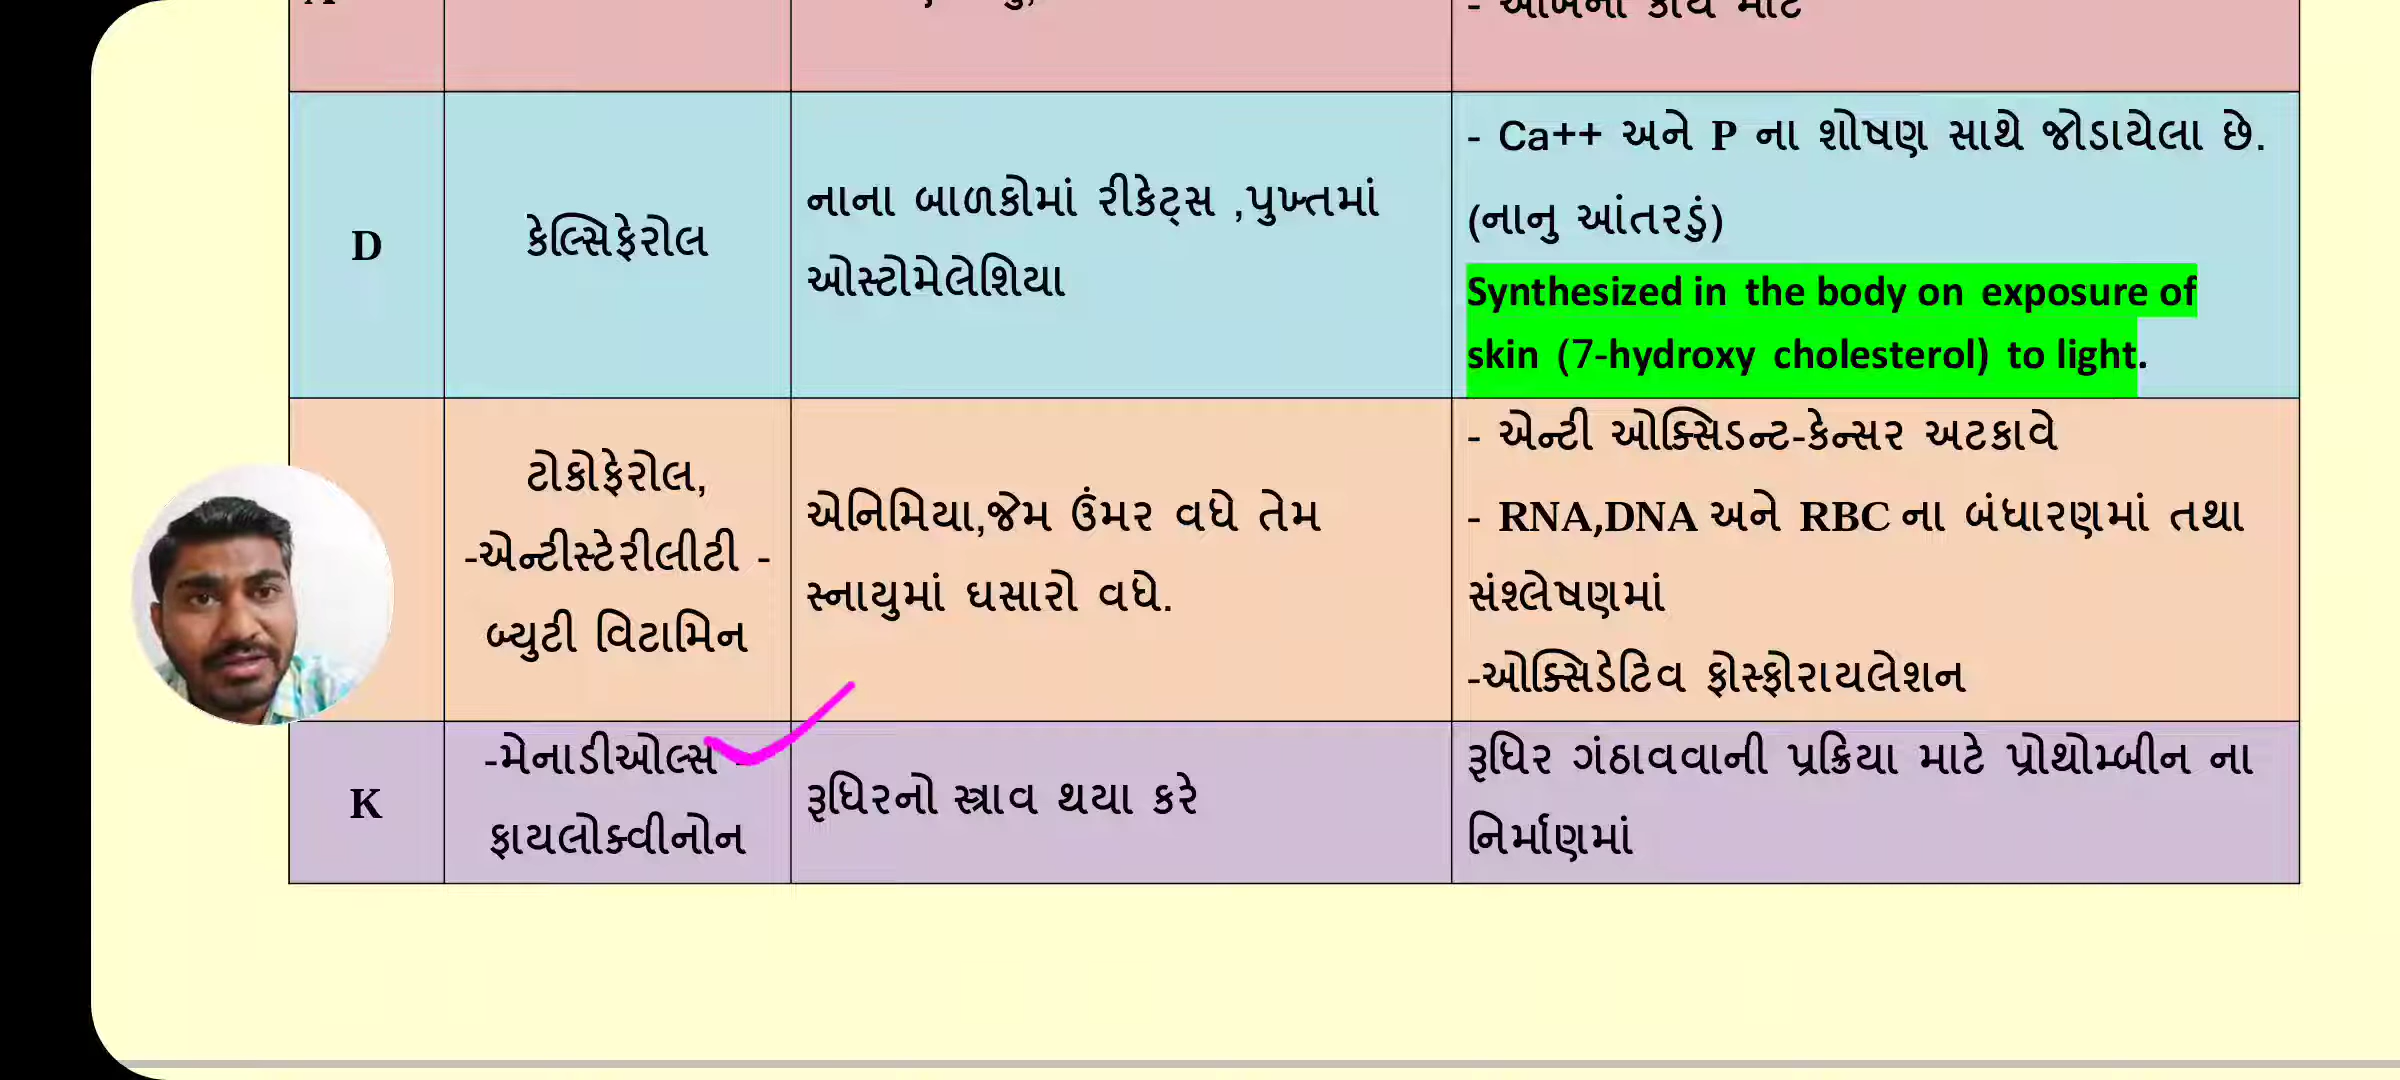 - આંખના કાર્ય માટે
D
કેલ્સિફેરોલ
નાના બાળકોમાં રીકેટ્સ ,પુખ્તમાં
ઓસ્ટોમેલેશિયા
- Ca++ અને P ના શોષણ સાથે જોડાયેલા છે.
(નાનુ આંતરડું)
Synthesized in the body on exposure of
skin (7-hydroxy cholesterol) to light.
ટોકોફેરોલ,
-એન્ટીસ્ટેરીલીટી -
બ્યુટી વિટામિન
એનિમિયા,જેમ ઉંમર વધે તેમ
સ્નાયુમાં ઘસારો વધે.
- એન્ટી ઓક્સિડન્ટ-કેન્સર અટકાવે
- RNA,DNA અને RBC ના બંધારણમાં તથા
સંશ્લેષણમાં
-ઓક્સિડેટિવ ફોસ્ફોરાયલેશન
K
-મેનાડીઓલ્સ -
ફાયલોક્વીનોન
રૂધિરનો સ્ત્રાવ થયા કરે
રૂધિર ગંઠાવવાની પ્રક્રિયા માટે પ્રોથોમ્બીન ના
નિર્માણમાં